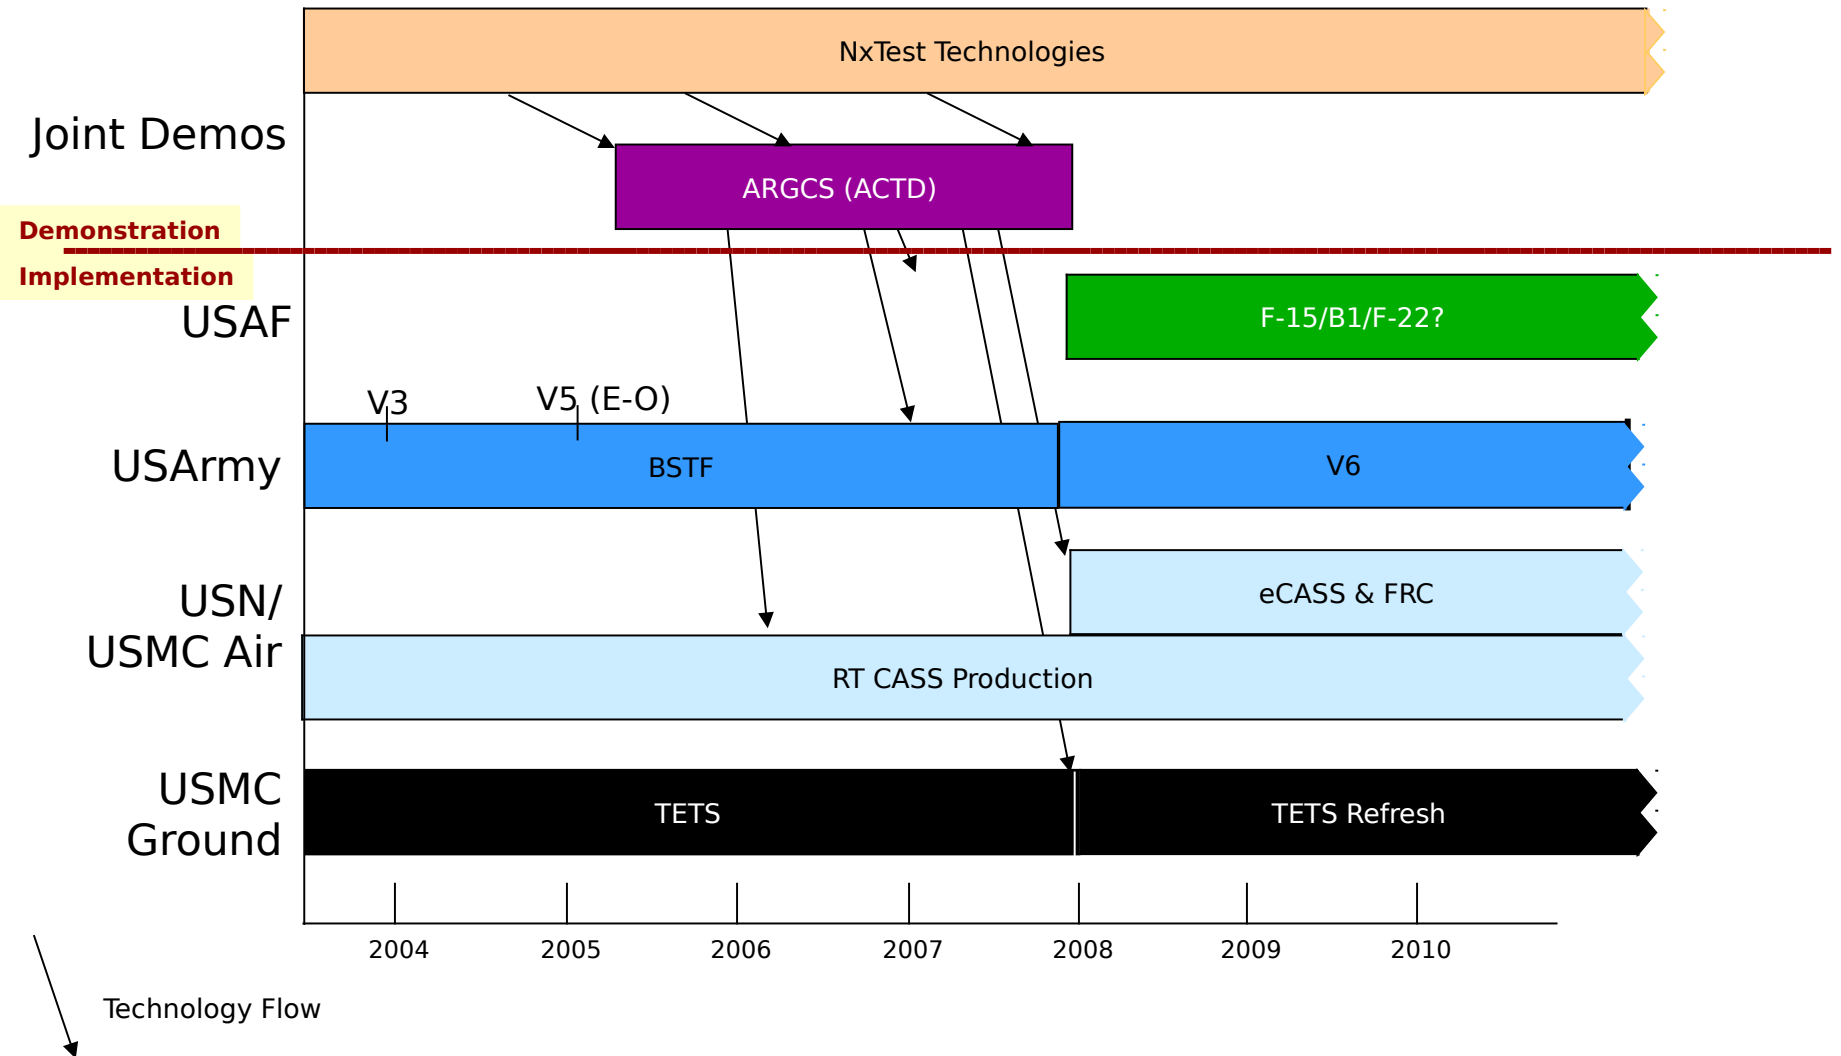 NxTest Technologies
Joint Demos
ARGCS (ACTD)
Demonstration
Implementation
USAF
F-15/B1/F-22?
V3
V5 (E-O)
USArmy
BSTF
V6
USN/
USMC Air
eCASS & FRC
RT CASS Production
USMC
Ground
TETS
TETS Refresh
2004
2005
2006
2007
2008
2009
2010
Technology Flow